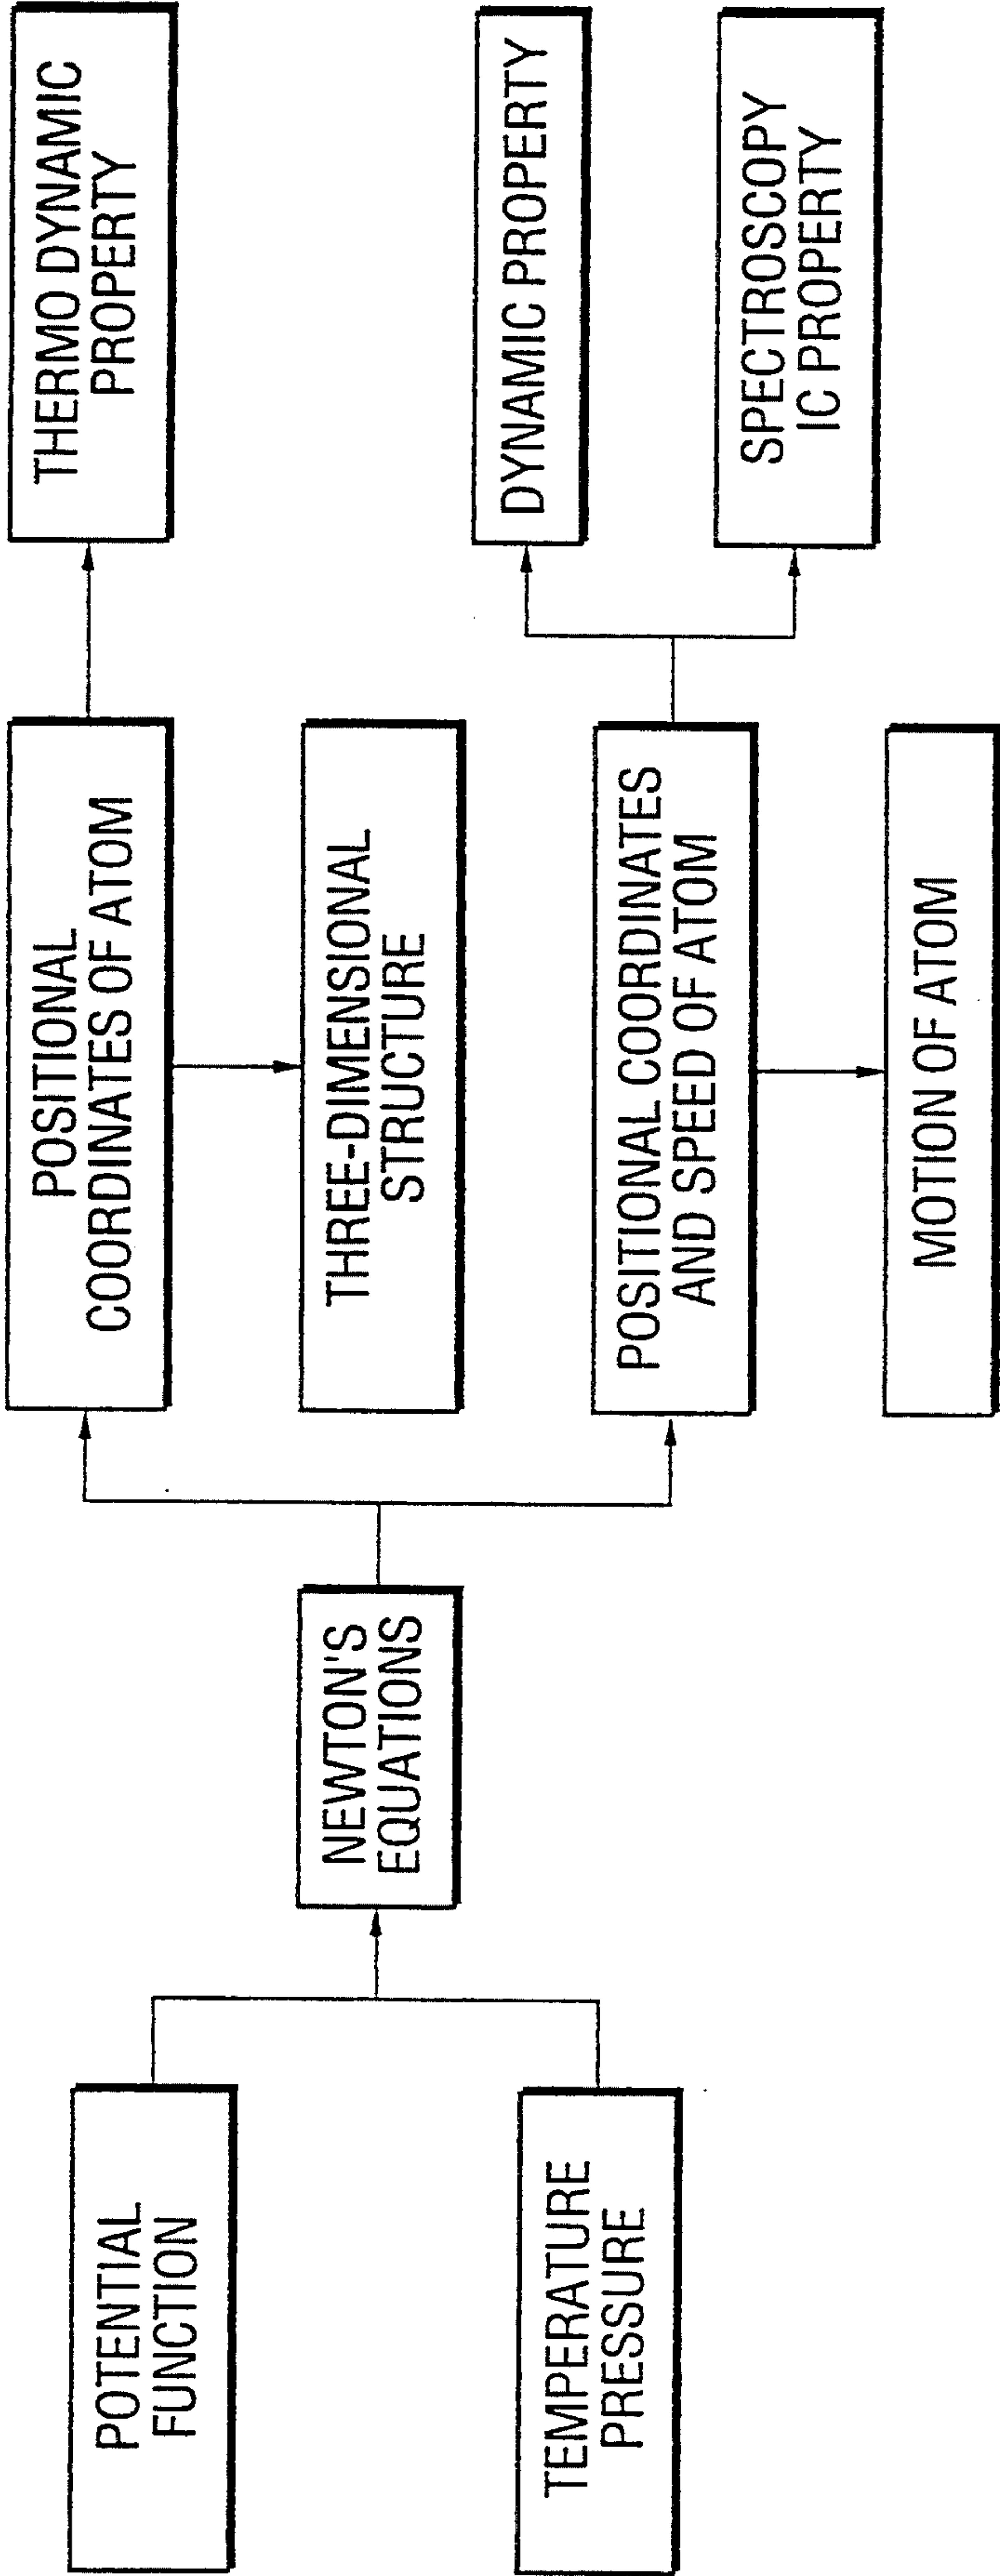 POTENTIAL
FUNCTION
TEMPERATURE
PRESSURE
NEWTON'S
EQUATIONS
POSITIONAL
COORDINATES OF ATOM
THREE-DIMENSIONAL
STRUCTURE
POSITIONAL COORDINATES
AND SPEED OF ATOM
MOTION OF ATOM
THERMO DYNAMIC
PROPERTY
DYNAMIC PROPERTY
SPECTROSCOPY
IC PROPERTY